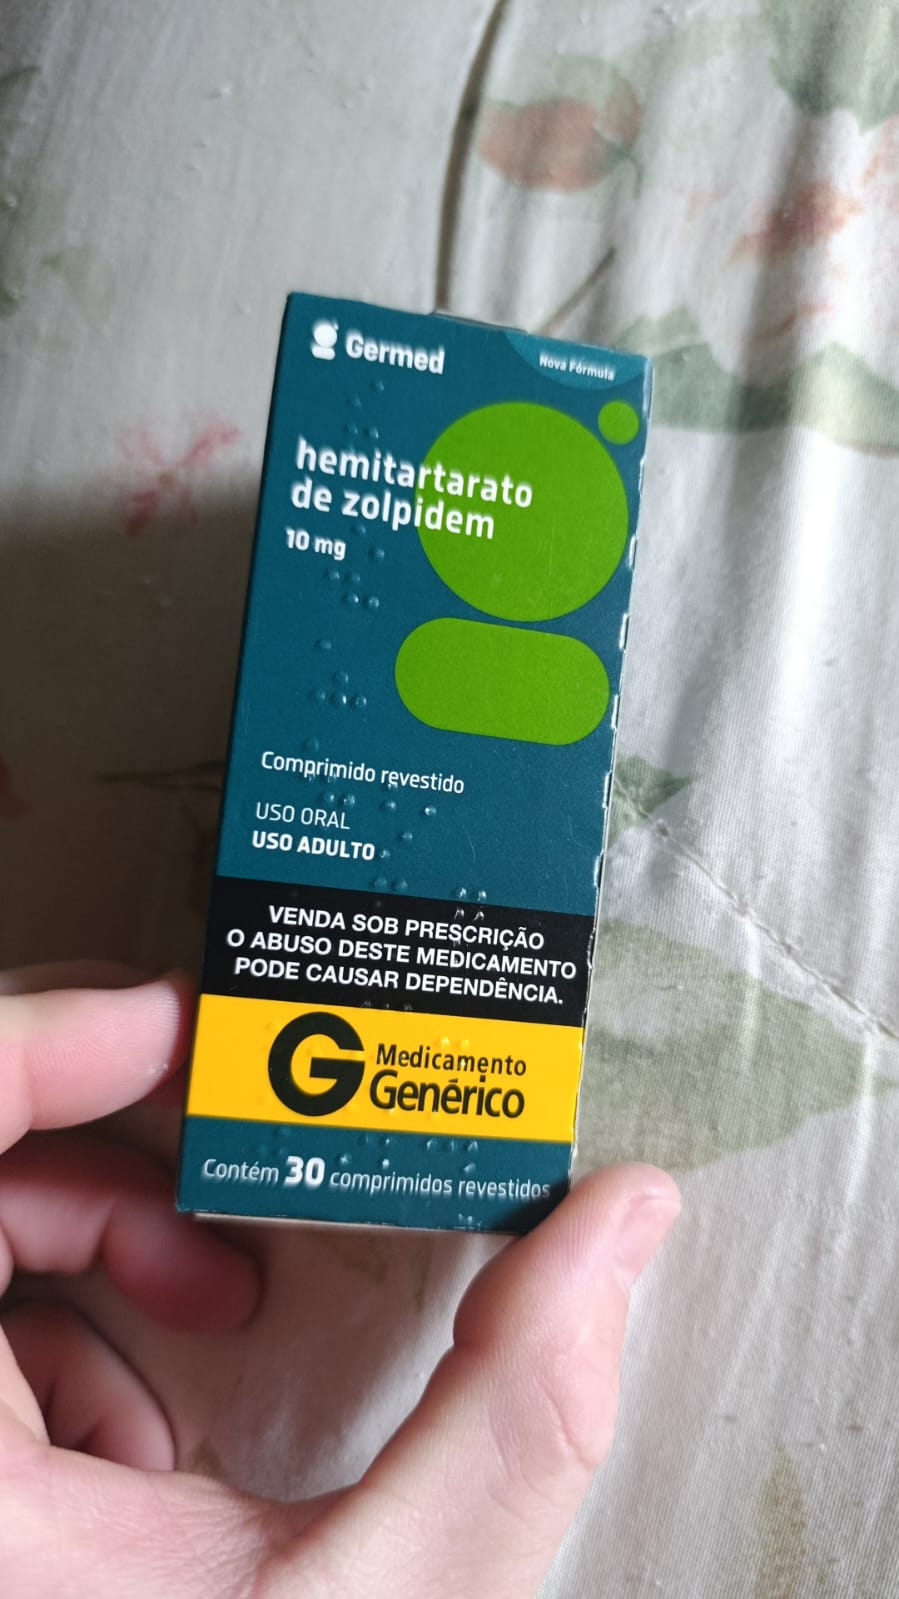 Germed
Nova Fórmula
hemitartarato
de zolpidem
10 mg
Comprimido revestido
USO ORAL
USO ADULTO
VENDA SOB PRESCRIÇÃO
O ABUSO DESTE MEDICAMENTO
PODE CAUSAR DEPENDÊNCIA.
G Medicamento
Genérico
Contém 30 comprimidos revestidos